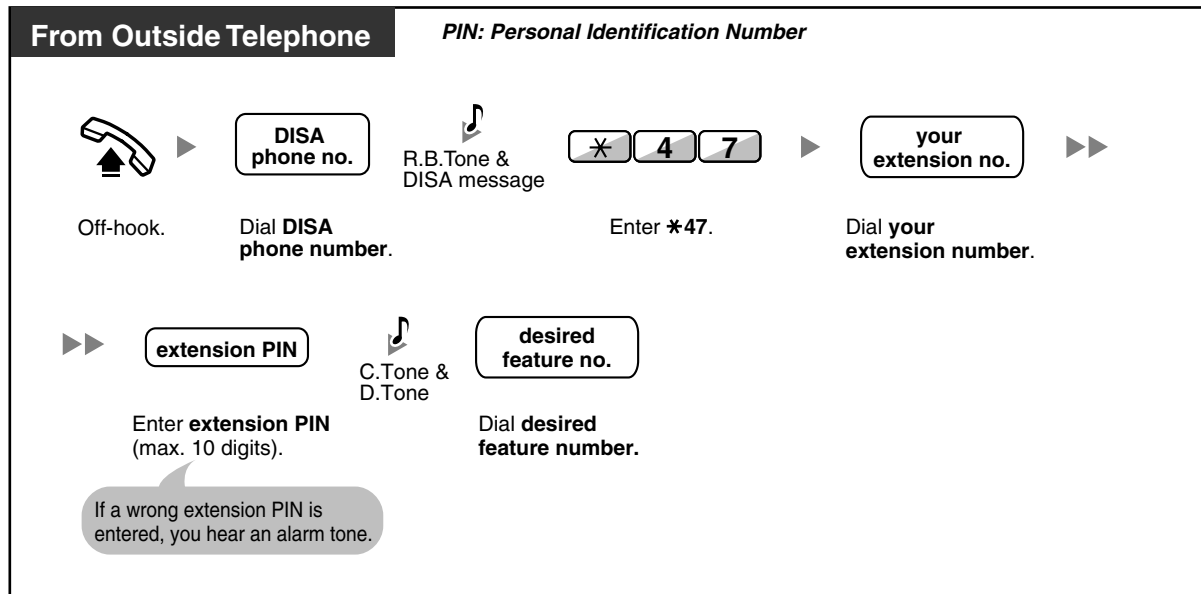 From Outside Telephone
PIN: Personal Identification Number
DISA
phone no.
R.B.Tone &
DISA message
* 4 7
your
extension no.
Off-hook.
Dial DISA
phone number.
Enter *47.
Dial your
extension number.
extension PIN
C.Tone &
D.Tone
desired
feature no.
Enter extension PIN
(max. 10 digits).
Dial desired
feature number.
If a wrong extension PIN is
entered, you hear an alarm tone.